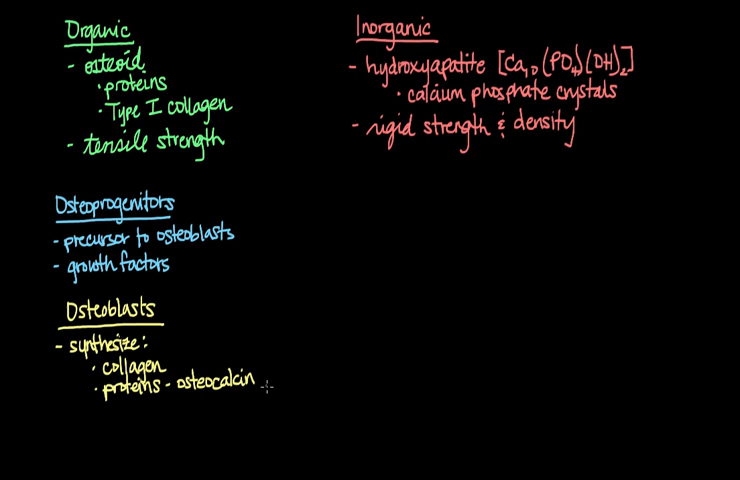 Organic
- osteoid
· proteins
· Type I collagen
- tensile strength
Inorganic
- hydroxyapatite [Ca₁₀(PO₄)(OH)₂]
· calcium phosphate crystals
- rigid strength & density
Osteoprogenitors
- precursor to osteoblasts
- growth factors
Osteoblasts
- synthesize:
· collagen
· proteins - osteocalcin